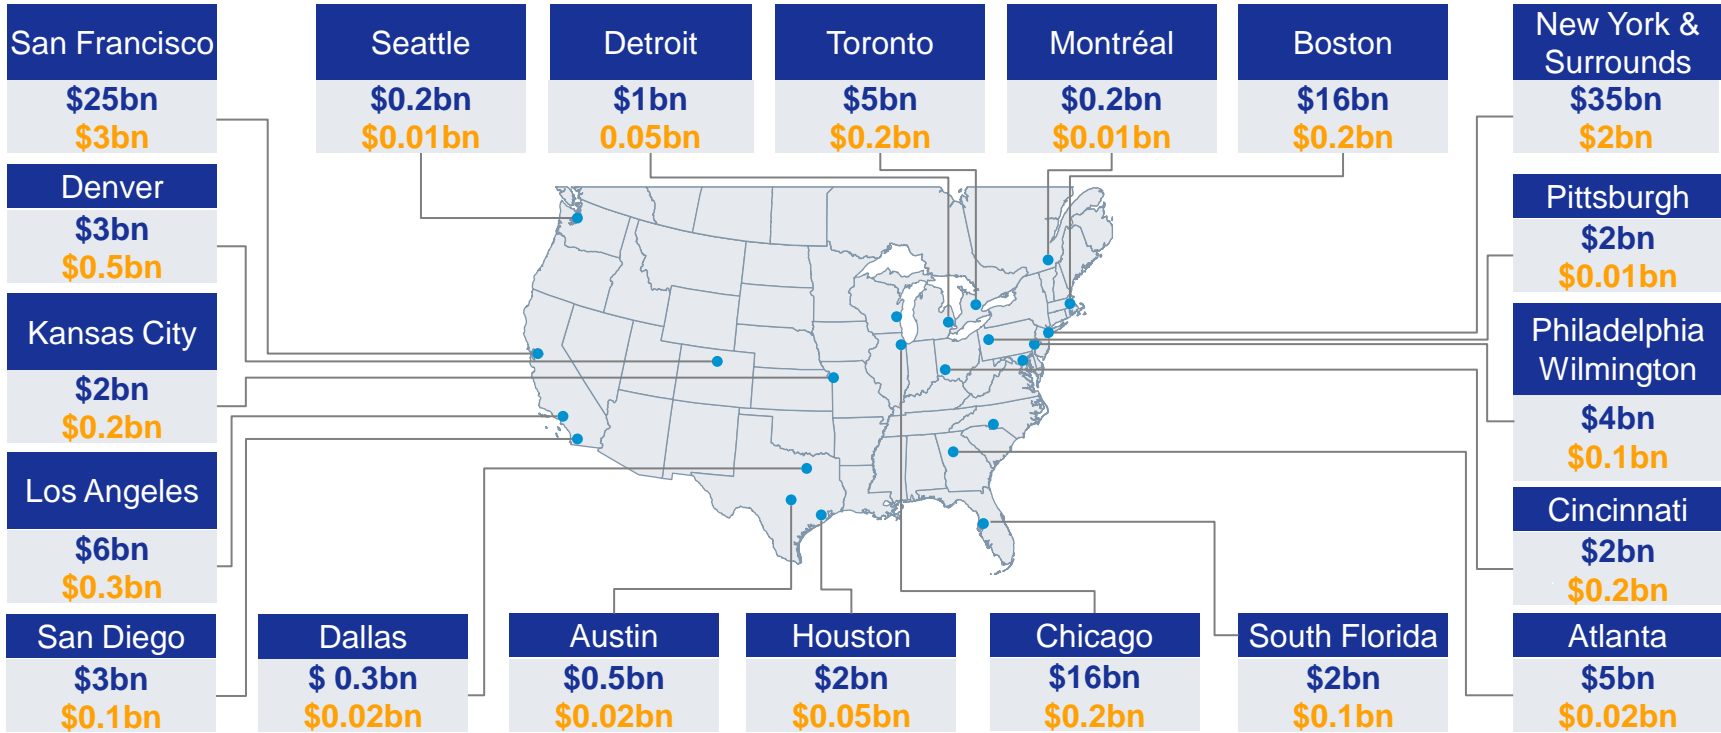 San Francisco
$25bn
$3bn
Seattle
$0.2bn
$0.01bn
Detroit
$1bn
0.05bn
Toronto
$5bn
$0.2bn
Montréal
$0.2bn
$0.01bn
Boston
$16bn
$0.2bn
New York &
Surrounds
$35bn
$2bn
Denver
$3bn
$0.5bn
Pittsburgh
$2bn
$0.01bn
Kansas City
$2bn
$0.2bn
Philadelphia
Wilmington
$4bn
$0.1bn
Los Angeles
$6bn
$0.3bn
Cincinnati
$2bn
$0.2bn
San Diego
$3bn
$0.1bn
Dallas
$ 0.3bn
$0.02bn
Austin
$0.5bn
$0.02bn
Houston
$2bn
$0.05bn
Chicago
$16bn
$0.2bn
South Florida
$2bn
$0.1bn
Atlanta
$5bn
$0.02bn